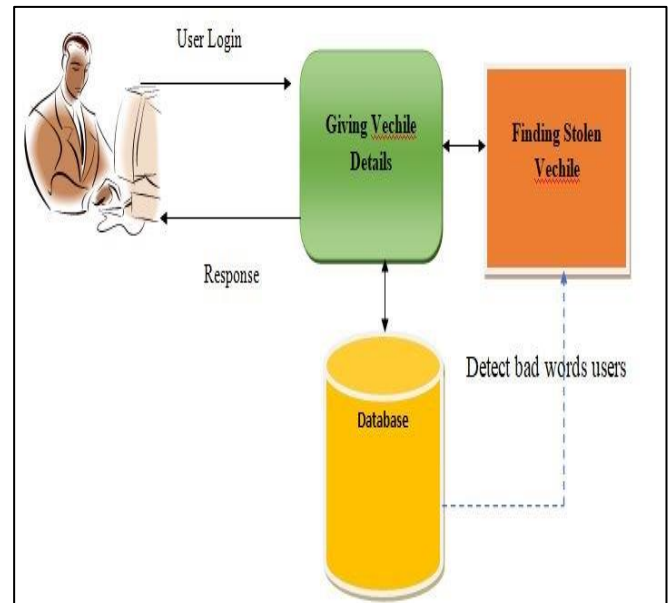 User Login
Giving Vechile
Details
Finding Stolen
Vechile
Response
Detect bad words users
Database